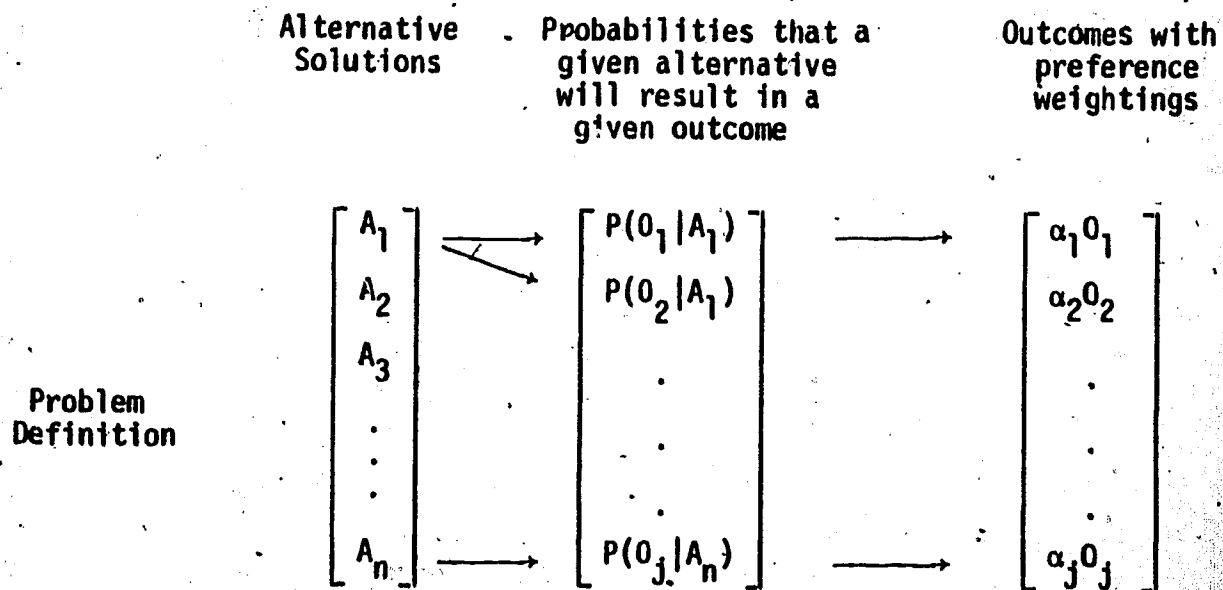 Alternative Solutions
Ppobabilities that a given alternative will result in a given outcome
Outcomes with preference weightings
Problem Definition
A₁
A₂
A₃
.
.
.
Aₙ
P(O₁|A₁)
P(O₂|A₁)
.
.
.
P(Oⱼ|Aₙ)
α₁O₁
α₂O₂
.
.
.
αⱼOⱼ